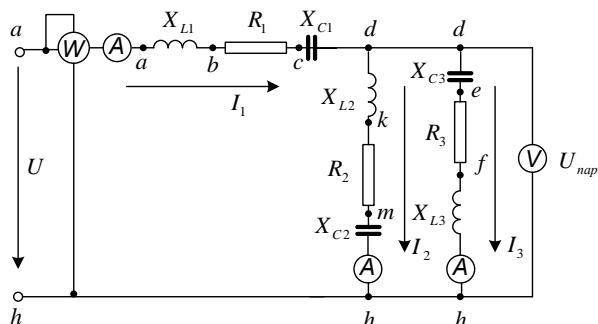 X_{L1} R_1 X_{C1}
a W A a b c d d
I_1
X_{C3} e
X_{L2} k
R_3
U R_2 f V U_{nap}
m X_{L3}
X_{C2}
A I_2 A I_3
h h h